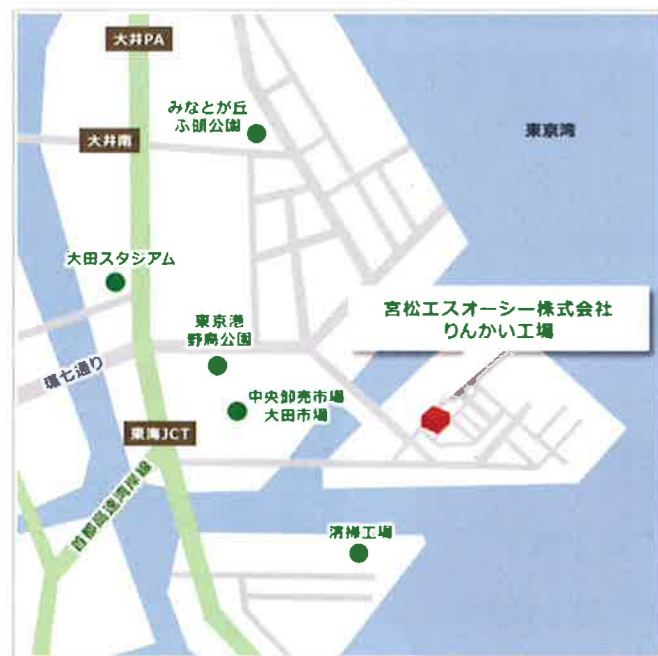 大井PA
みなとが丘
ふ頭公園
大井南
東京湾
大田スタジアム
宮松エスオーシー株式会社
りんかい工場
東京港
野鳥公園
環七通り
中央卸売市場
大田市場
東海JCT
首都高速湾岸線
清掃工場